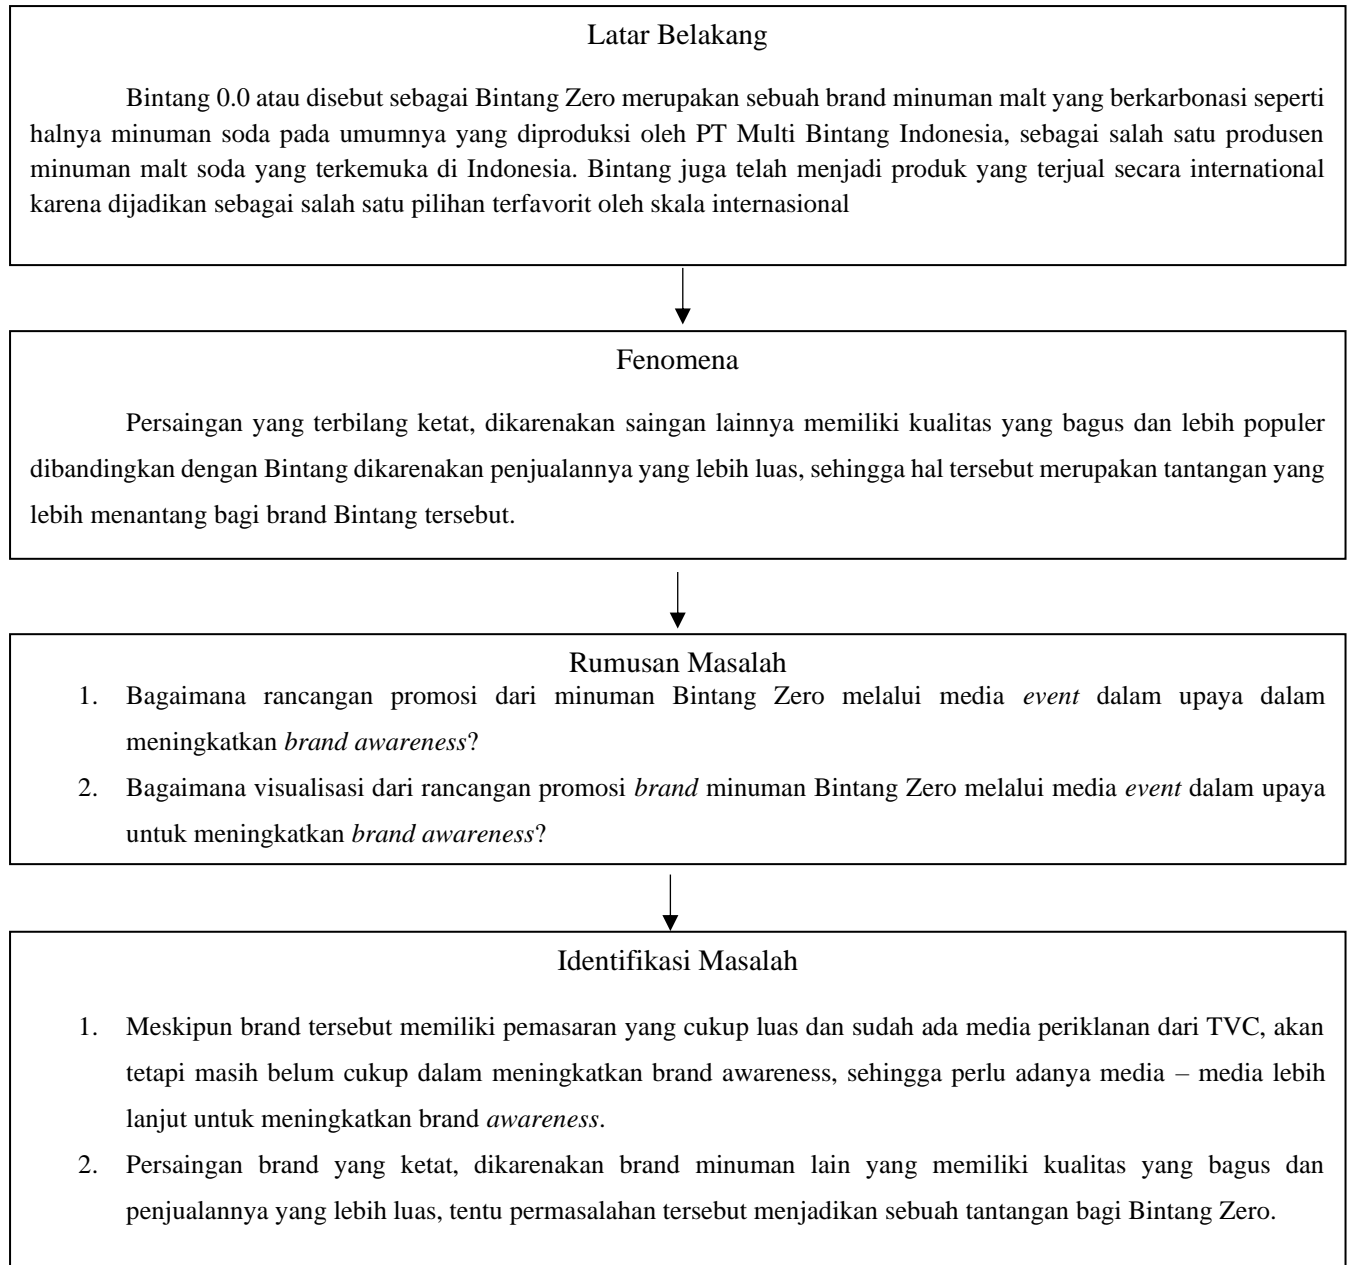 Latar Belakang
Bintang 0.0 atau disebut sebagai Bintang Zero merupakan sebuah brand minuman malt yang berkarbonasi seperti
halnya minuman soda pada umumnya yang diproduksi oleh PT Multi Bintang Indonesia, sebagai salah satu produsen
minuman malt soda yang terkemuka di Indonesia. Bintang juga telah menjadi produk yang terjual secara international
karena dijadikan sebagai salah satu pilihan terfavorit oleh skala internasional
Fenomena
Persaingan yang terbilang ketat, dikarenakan saingan lainnya memiliki kualitas yang bagus dan lebih populer
dibandingkan dengan Bintang dikarenakan penjualannya yang lebih luas, sehingga hal tersebut merupakan tantangan yang
lebih menantang bagi brand Bintang tersebut.
Rumusan Masalah
1. Bagaimana rancangan promosi dari minuman Bintang Zero melalui media event dalam upaya dalam
meningkatkan brand awareness?
2. Bagaimana visualisasi dari rancangan promosi brand minuman Bintang Zero melalui media event dalam upaya
untuk meningkatkan brand awareness?
Identifikasi Masalah
1. Meskipun brand tersebut memiliki pemasaran yang cukup luas dan sudah ada media periklanan dari TVC, akan
tetapi masih belum cukup dalam meningkatkan brand awareness, sehingga perlu adanya media – media lebih
lanjut untuk meningkatkan brand awareness.
2. Persaingan brand yang ketat, dikarenakan brand minuman lain yang memiliki kualitas yang bagus dan
penjualannya yang lebih luas, tentu permasalahan tersebut menjadikan sebuah tantangan bagi Bintang Zero.